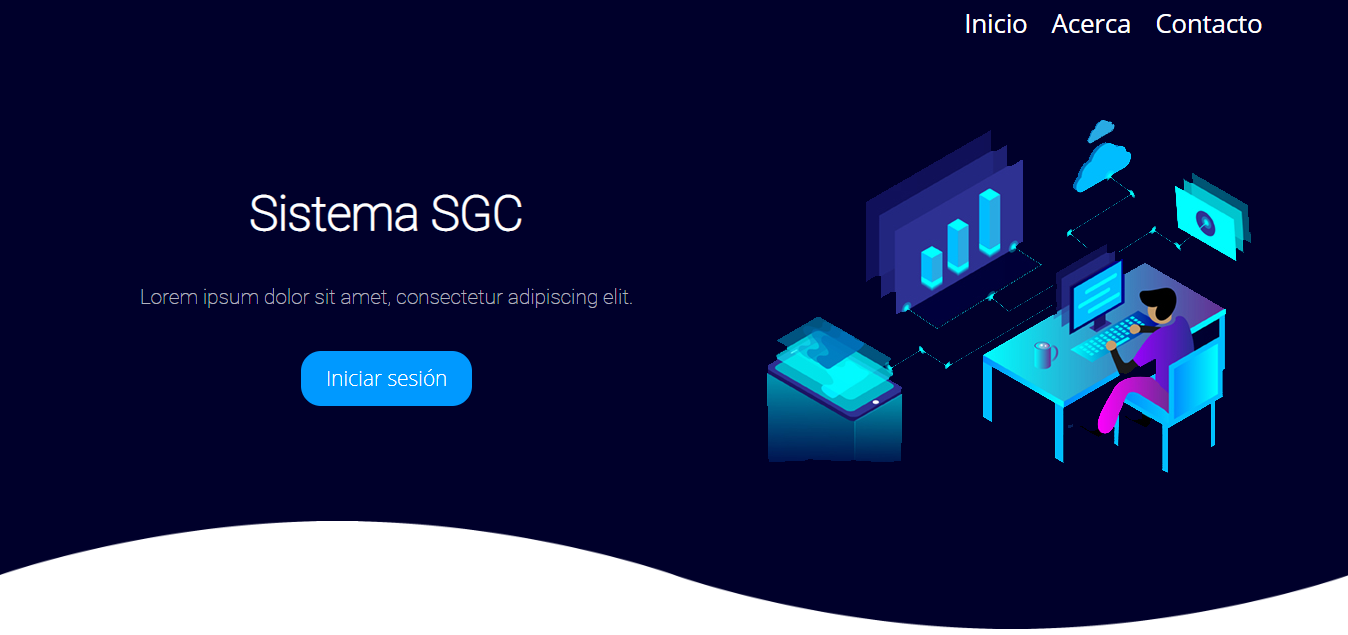 Inicio Acerca Contacto
Sistema SGC
Lorem ipsum dolor sit amet, consectetur adipiscing elit.
Iniciar sesión